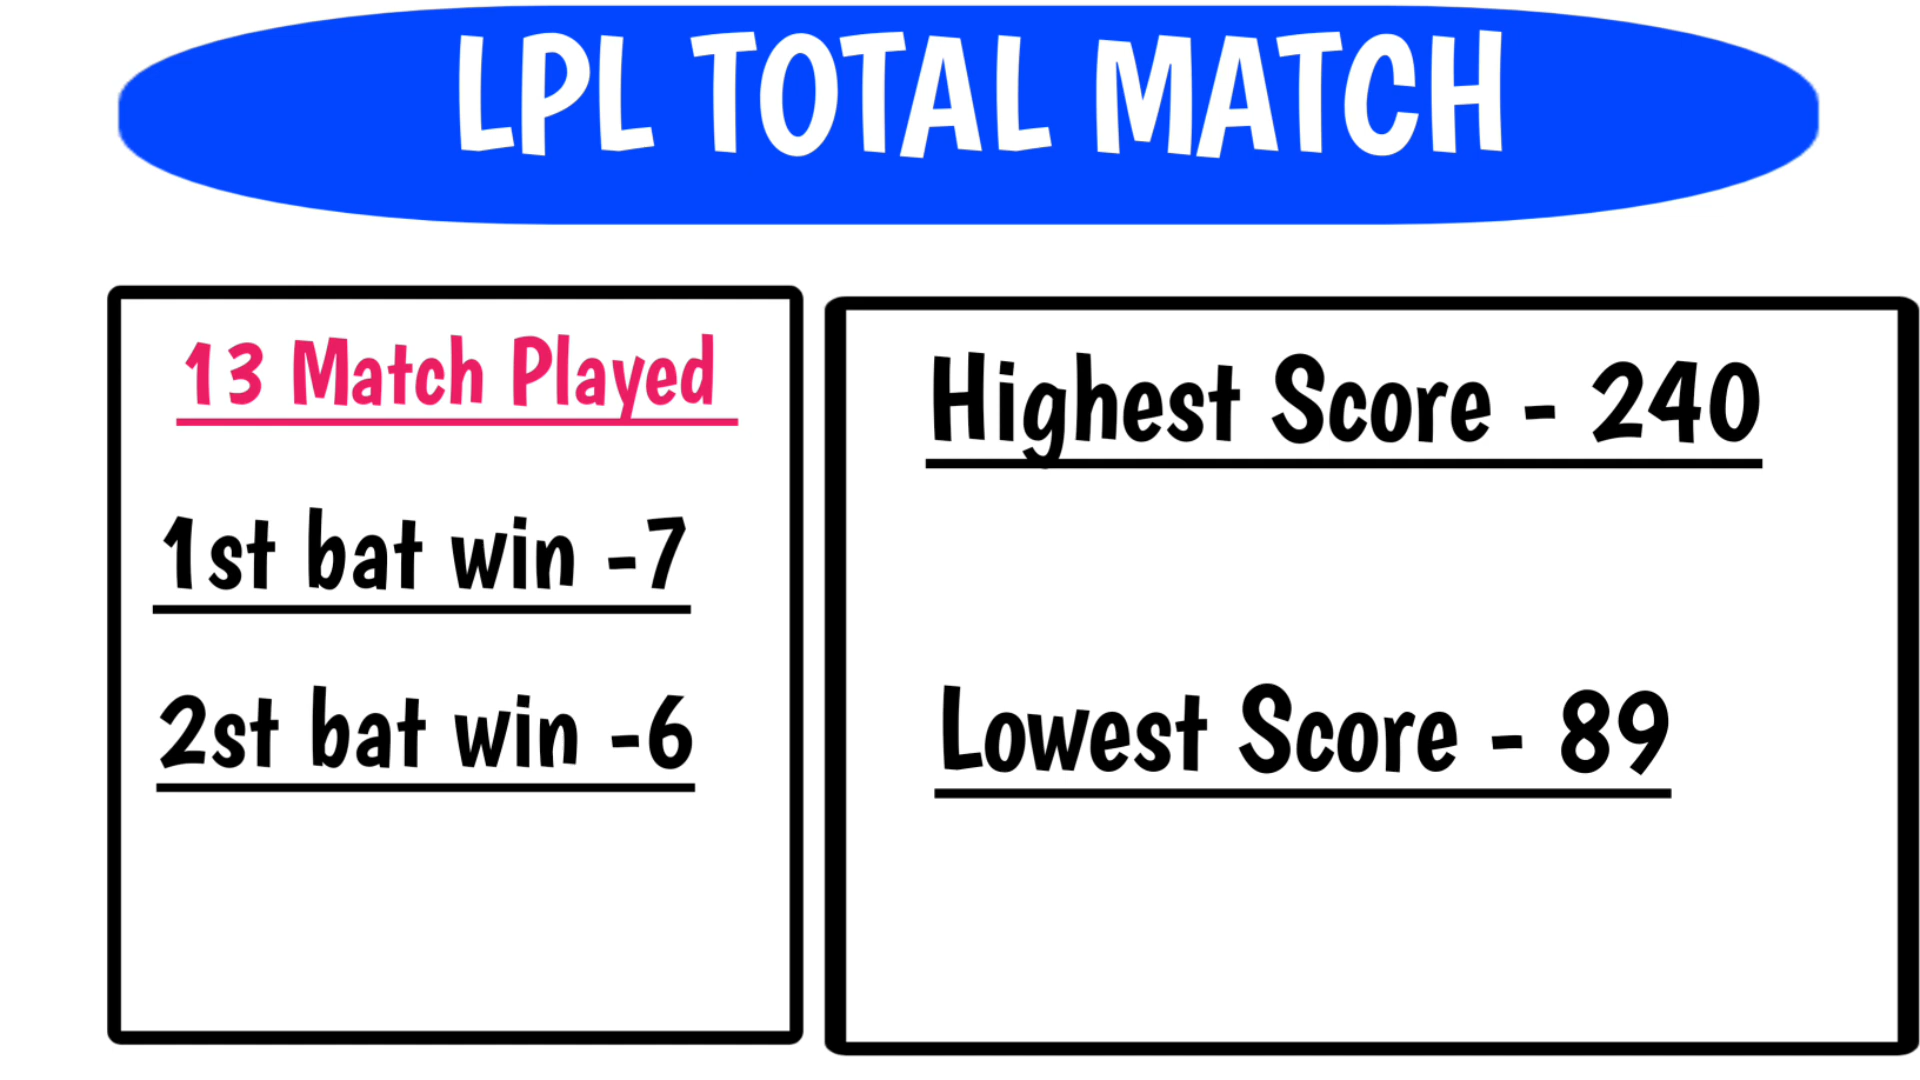 LPL TOTAL MATCH
13 Match Played
1st bat win -7
2st bat win -6
Highest Score - 240
Lowest Score - 89